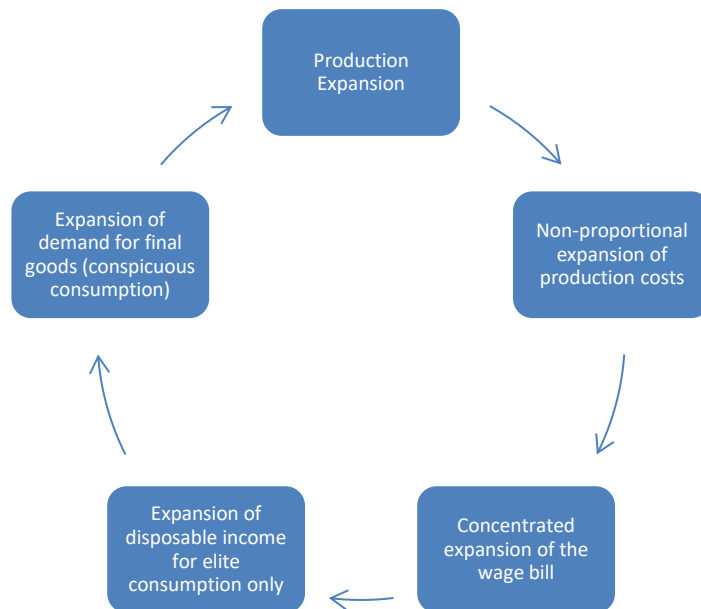 Production
Expansion
Non-proportional
expansion of
production costs
Concentrated
expansion of the
wage bill
Expansion of
disposable income
for elite
consumption only
Expansion of
demand for final
goods (conspicuous
consumption)